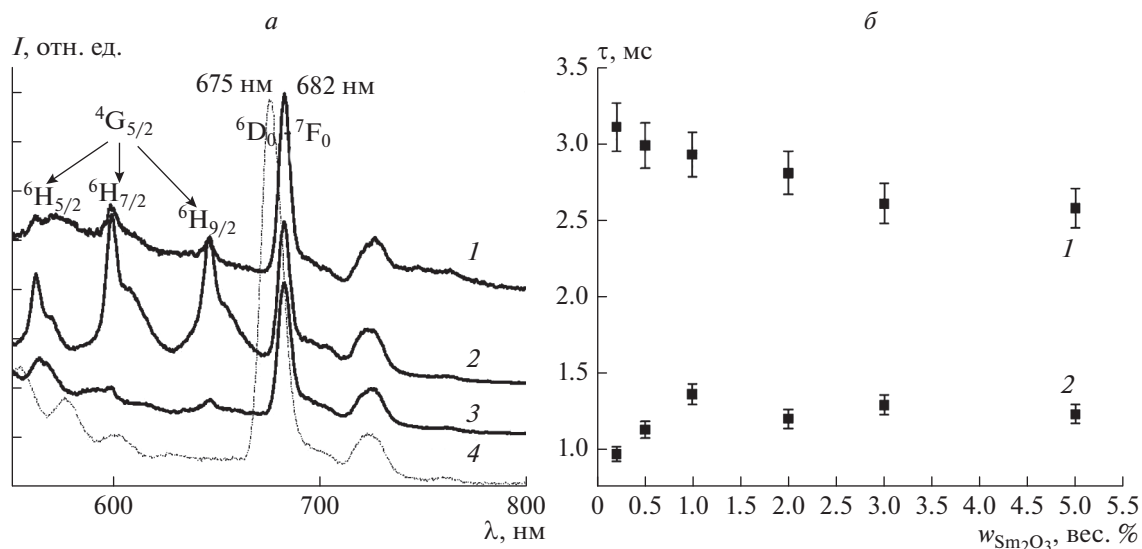 а
I, отн. ед.
675 нм 682 нм
⁴G₅/₂
⁶D₀ ⁷F₀
⁶H₅/₂
⁶H₇/₂
⁶H₉/₂
1
2
3
4
600 700 800
λ, нм
б
τ, мс
3.5
3.0
2.5
2.0
1.5
1.0
1
2
0 0.5 1.0 1.5 2.0 2.5 3.0 3.5 4.0 4.5 5.0 5.5
w_Sm₂O₃, вес. %